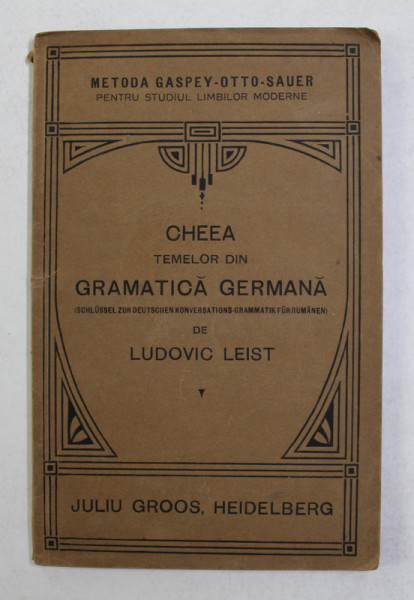 METODA GASPEY-OTTO-SAUER
PENTRU STUDIUL LIMBILOR MODERNE
CHEEA
TEMELOR DIN
GRAMATICĂ GERMANĂ
(SCHLÜSSEL ZUR DEUTSCHEN KONVERSATIONS-GRAMMATIK FÜR RUMÄNEN)
DE
LUDOVIC LEIST
JULIU GROOS, HEIDELBERG